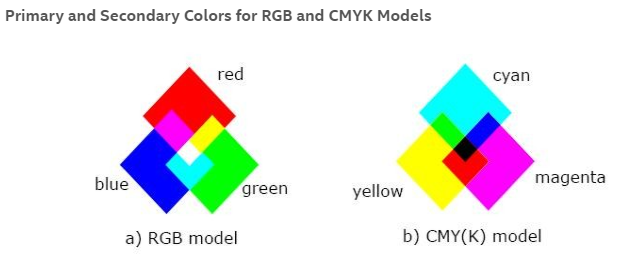 Primary and Secondary Colors for RGB and CMYK Models
red
blue
green
a) RGB model
cyan
yellow
magenta
b) CMY(K) model